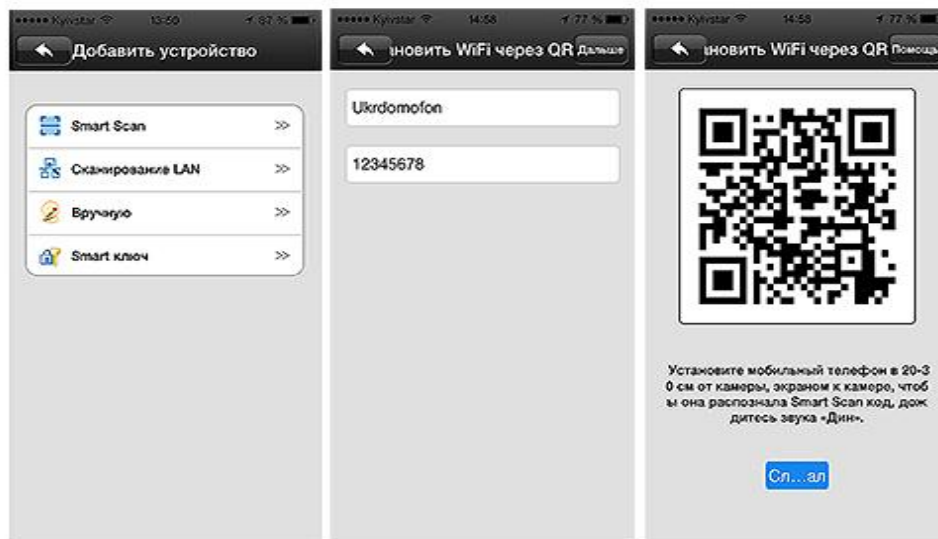 Kyivstar 13:50 87 %
Добавить устройство
Smart Scan >>
Сканирование LAN >>
Вручную >>
Smart ключ >>
Kyivstar 14:58 77 %
ановить WiFi через QR Дальше
Ukrdomofon
12345678
Kyivstar 14:58 77 %
ановить WiFi через QR Помощь
Установите мобильный телефон в 20-3
0 см от камеры, экраном к камере, чтоб
ы она распознала Smart Scan код, дож
дитесь звука «Дин».
Сл...ал